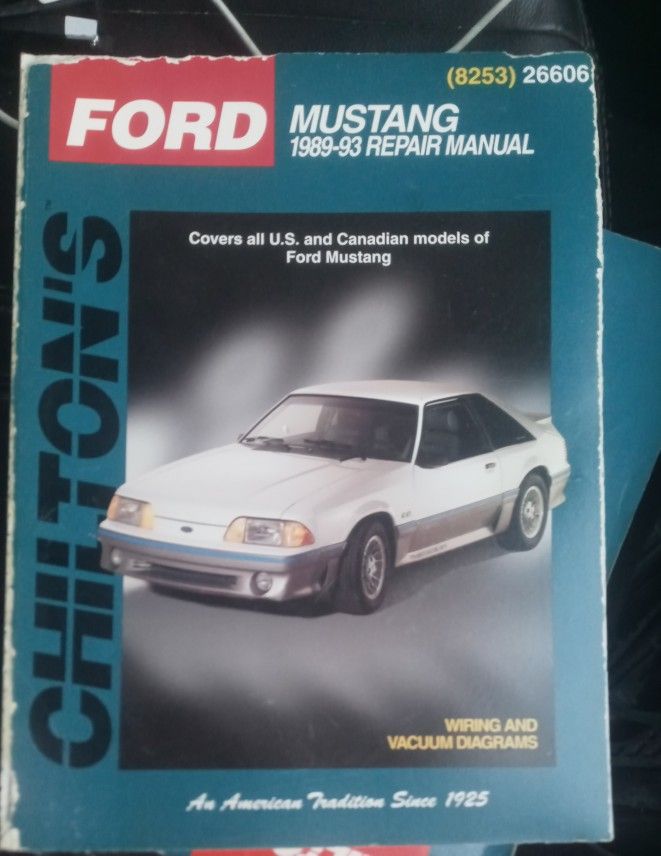 (8253) 26606
FORD
MUSTANG
1989-93 REPAIR MANUAL
CHILTON'S
Covers all U.S. and Canadian models of
Ford Mustang
WIRING AND
VACUUM DIAGRAMS
An American Tradition Since 1925